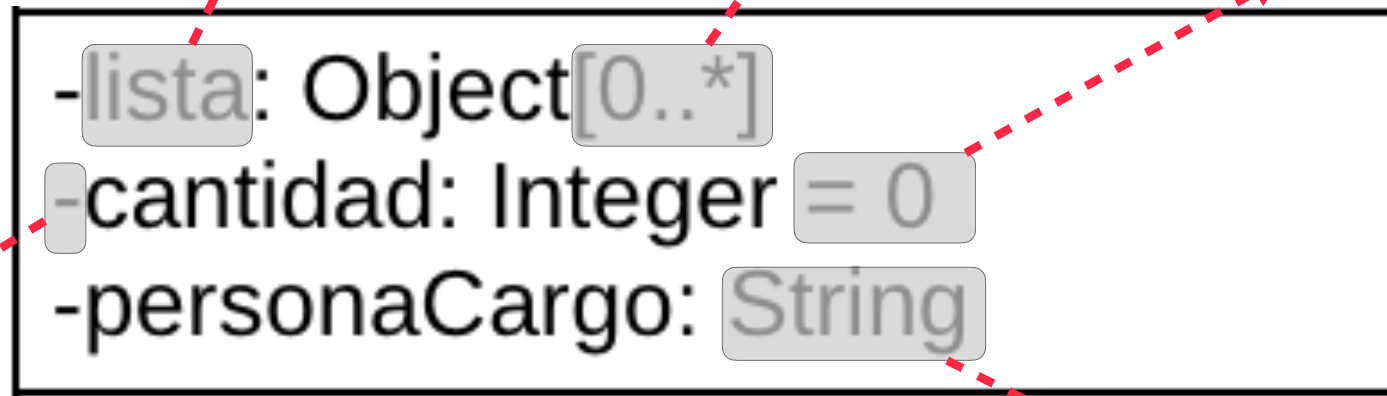 -lista: Object[0..*]
-cantidad: Integer = 0
-personaCargo: String